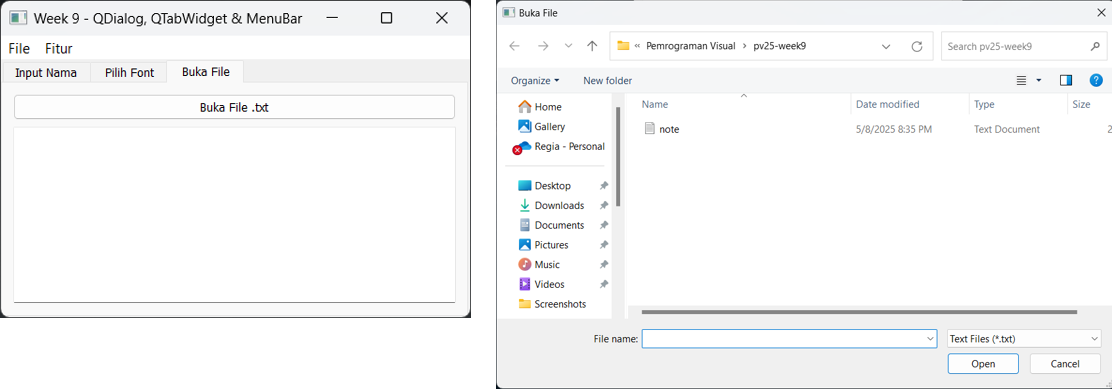 Week 9 - QDialog, QTabWidget & MenuBar
File Fitur
Input Nama Pilih Font Buka File
Buka File .txt
Buka File
« Pemrograman Visual > pv25-week9
Search pv25-week9
Organize New folder
Home
Gallery
Regia - Personal
Desktop
Downloads
Documents
Pictures
Music
Videos
Screenshots
Name Date modified Type Size
note 5/8/2025 8:35 PM Text Document 2
File name: Text Files (*.txt)
Open Cancel